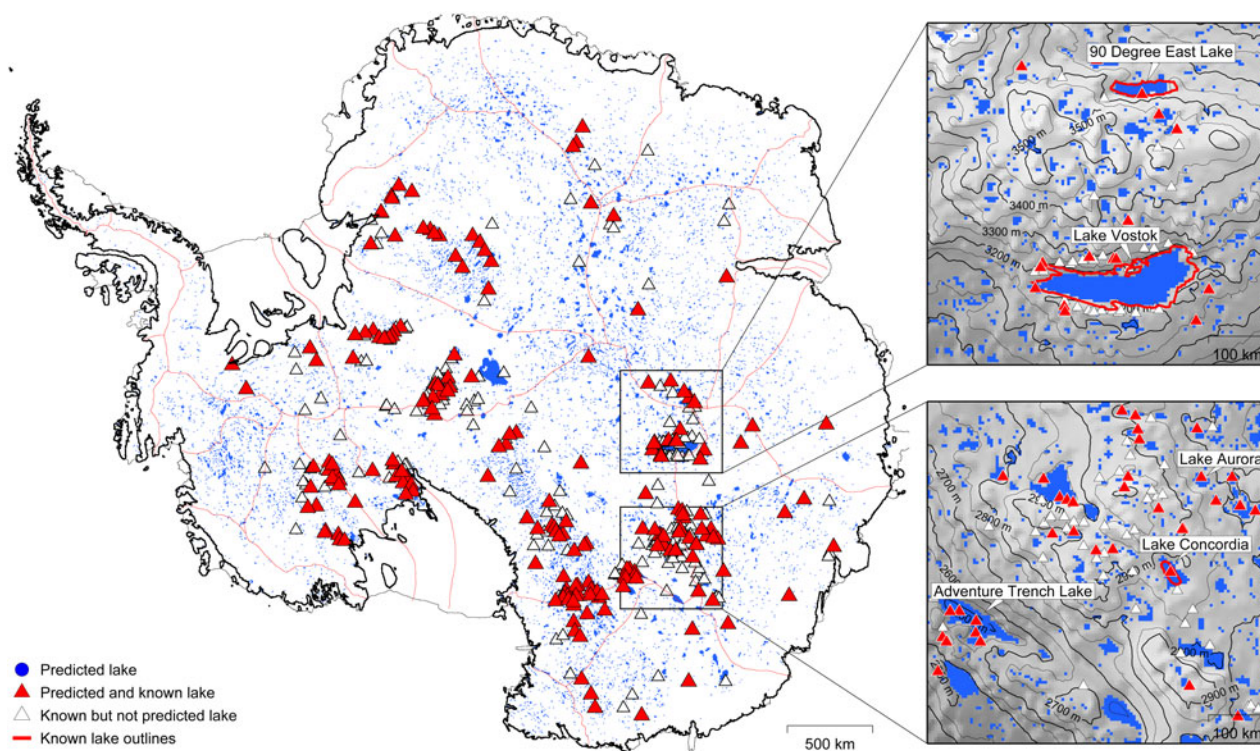 90 Degree East Lake
3500 m
3500 m
3400 m
3300 m
3200 m
Lake Vostok
100 km
Lake Aurora
2700 m
2800 m
Lake Concordia
2900 m
Adventure Trench Lake
2700 m
2900 m
100 km
Predicted lake
Predicted and known lake
Known but not predicted lake
Known lake outlines
500 km